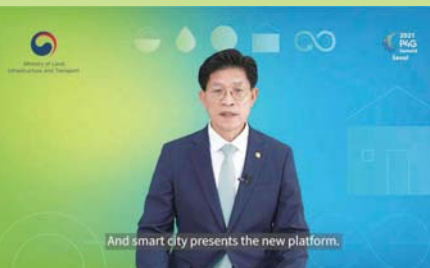 Ministry of Land,
Infrastructure and Transport
2021
P4G
Summit
Seoul
And smart city presents the new platform.